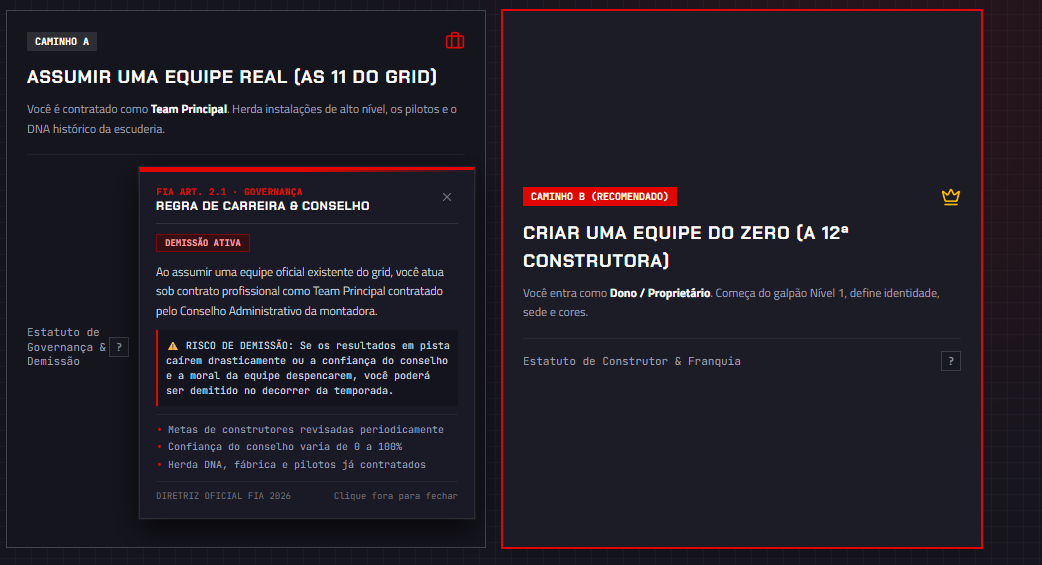 CAMINHO A
ASSUMIR UMA EQUIPE REAL (AS 11 DO GRID)
Você é contratado como Team Principal. Herda instalações de alto nível, os pilotos e o
DNA histórico da escuderia.
Estatuto de
Governança & ?
Demissão
FIA ART. 2.1 · GOVERNANÇA
REGRA DE CARREIRA & CONSELHO
DEMISSÃO ATIVA
Ao assumir uma equipe oficial existente do grid, você atua
sob contrato profissional como Team Principal contratado
pelo Conselho Administrativo da montadora.
⚠ RISCO DE DEMISSÃO: Se os resultados em pista
caírem drasticamente ou a confiança do conselho
e a moral da equipe despencarem, você poderá
ser demitido no decorrer da temporada.
• Metas de construtores revisadas periodicamente
• Confiança do conselho varia de 0 a 100%
• Herda DNA, fábrica e pilotos já contratados
DIRETRIZ OFICIAL FIA 2026 Clique fora para fechar
CAMINHO B (RECOMENDADO)
CRIAR UMA EQUIPE DO ZERO (A 12ª
CONSTRUTORA)
Você entra como Dono / Proprietário. Começa do galpão Nível 1, define identidade,
sede e cores.
Estatuto de Construtor & Franquia ?